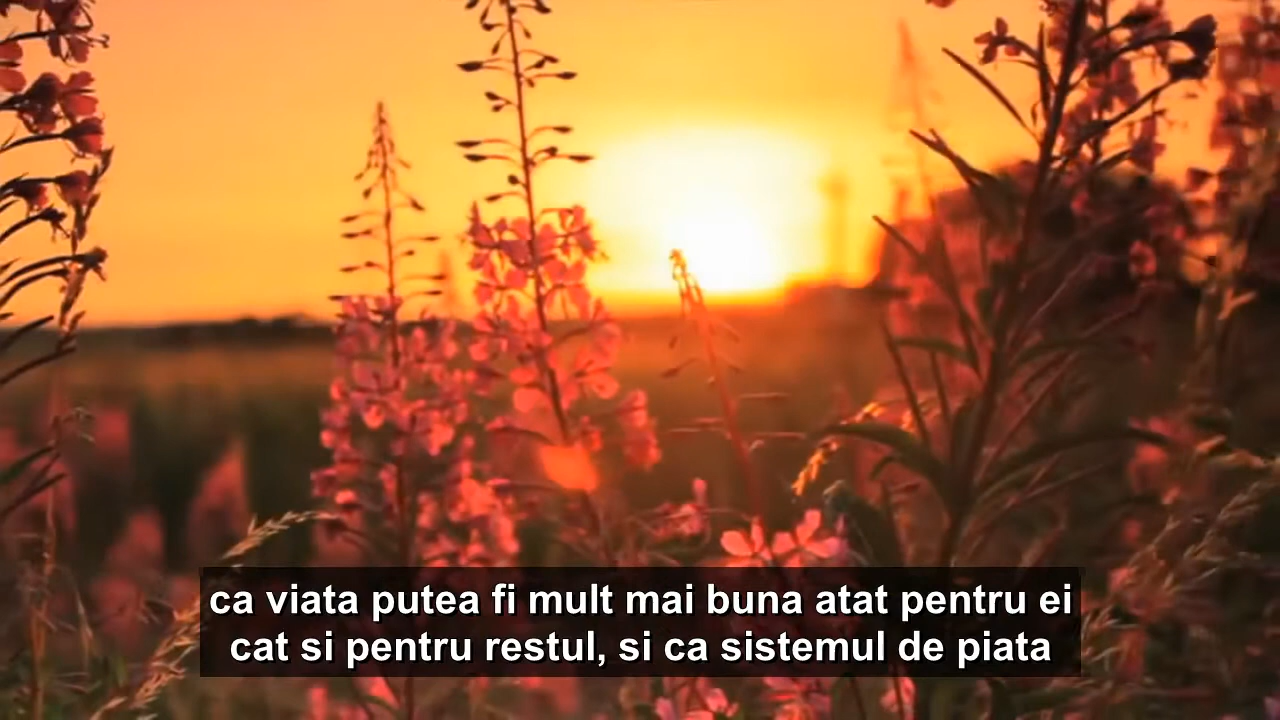 ca viata putea fi mult mai buna atat pentru ei
cat si pentru restul, si ca sistemul de piata